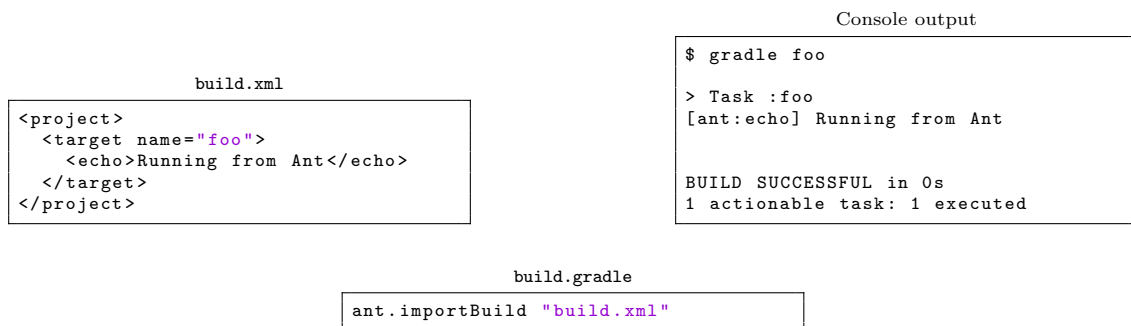 build.xml
<project>
  <target name="foo">
    <echo>Running from Ant</echo>
  </target>
</project>
Console output
$ gradle foo
> Task :foo
[ant:echo] Running from Ant
BUILD SUCCESSFUL in 0s
1 actionable task: 1 executed
build.gradle
ant.importBuild "build.xml"